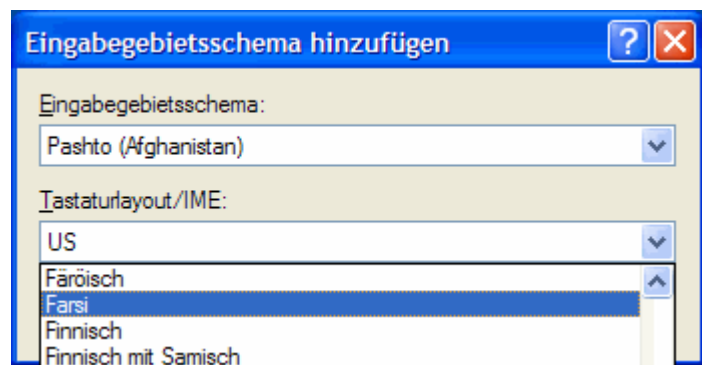 Eingabegebietsschema hinzufügen
Eingabegebietsschema:
Pashto (Afghanistan)
Tastaturlayout/IME:
US
Färöisch
Farsi
Finnisch
Finnisch mit Samisch